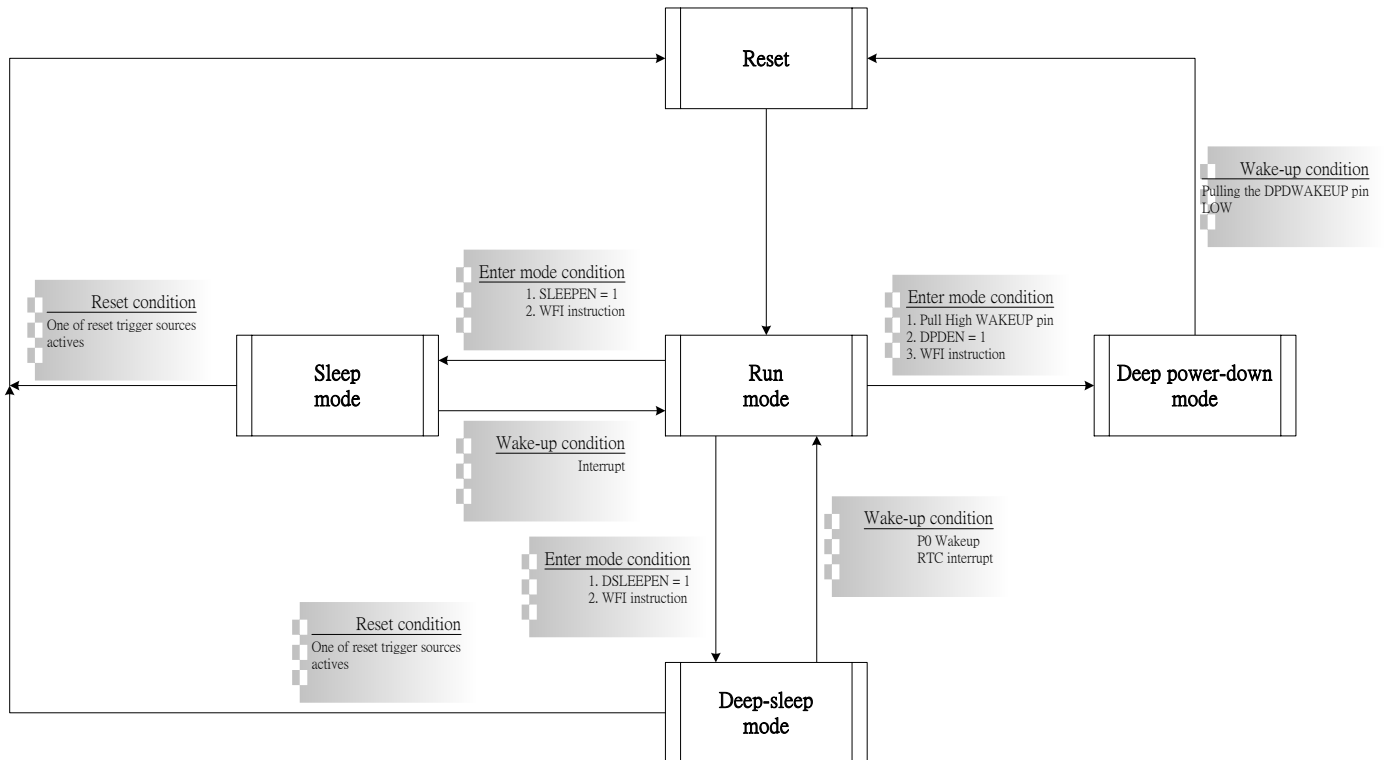 Reset
Wake-up condition
Pulling the DPDWAKEUP pin
LOW
Enter mode condition
1. SLEEPEN = 1
2. WFI instruction
Reset condition
One of reset trigger sources
actives
Enter mode condition
1. Pull High WAKEUP pin
2. DPDEN = 1
3. WFI instruction
Sleep
mode
Run
mode
Deep power-down
mode
Wake-up condition
Interrupt
Wake-up condition
P0 Wakeup
RTC interrupt
Enter mode condition
1. DSLEEPEN = 1
2. WFI instruction
Reset condition
One of reset trigger sources
actives
Deep-sleep
mode